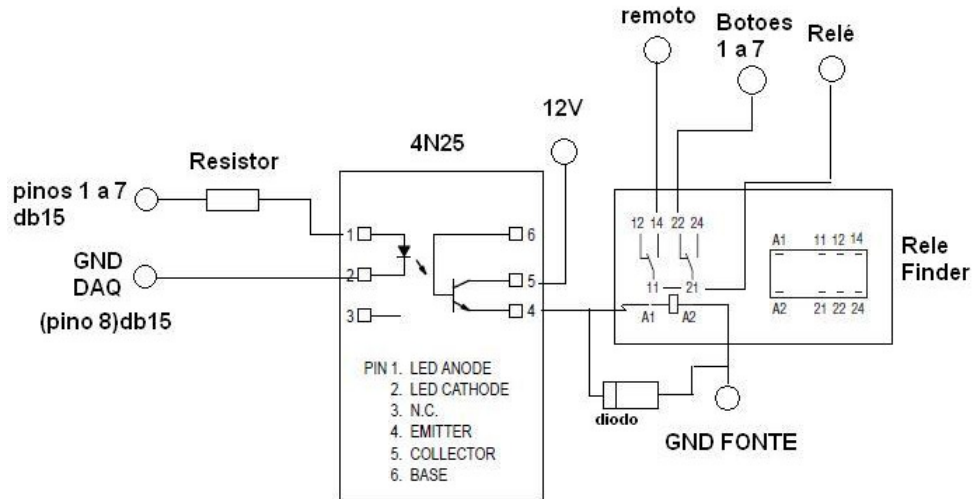 remoto
Botoes
1 a 7
Relé
12V
4N25
Resistor
pinos 1 a 7
db15
GND
DAQ
(pino 8)db15
1
2
3
6
5
4
PIN 1. LED ANODE
2. LED CATHODE
3. N.C.
4. EMITTER
5. COLLECTOR
6. BASE
12 14 22 24
11 21
A1 A2
A1 11 12 14
A2 21 22 24
Rele
Finder
diodo
GND FONTE